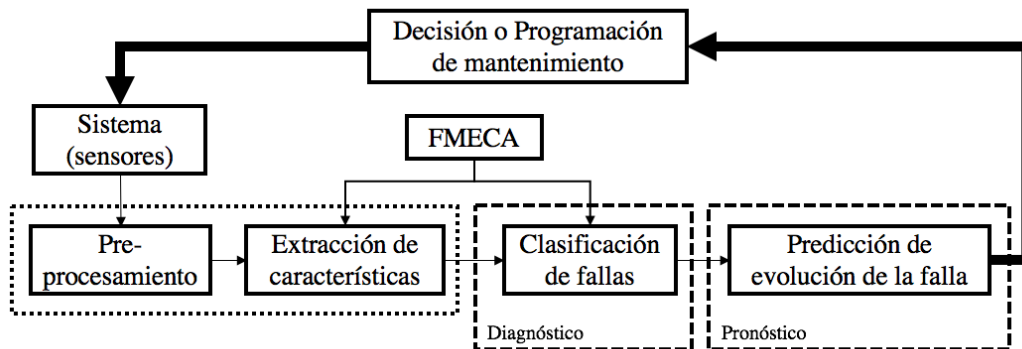 Decisión o Programación
de mantenimiento
Sistema
(sensores)
FMECA
Pre-
procesamiento
Extracción de
características
Clasificación
de fallas
Predicción de
evolución de la falla
Diagnóstico
Pronóstico